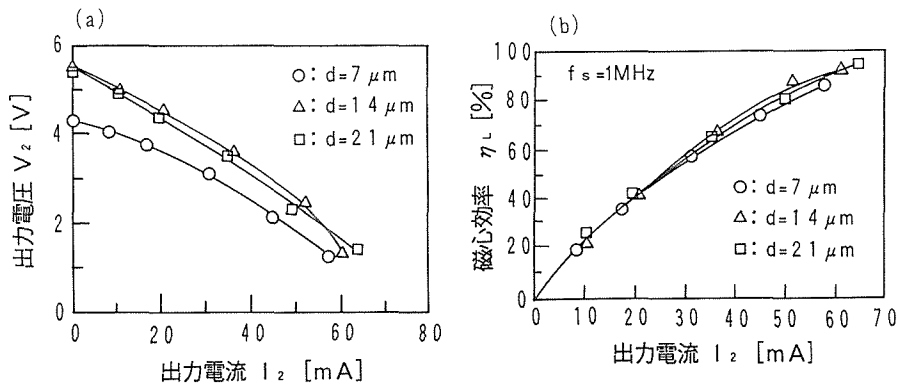 (a)
6
4
2
0
出力電圧 V₂ [V]
○: d=7 μm
△: d=14 μm
□: d=21 μm
0 20 40 60 80
出力電流 I₂ [mA]
(b)
100
80
60
40
20
0
磁心効率 η L [%]
fs=1MHz
○: d=7 μm
△: d=14 μm
□: d=21 μm
0 10 20 30 40 50 60 70
出力電流 I₂ [mA]